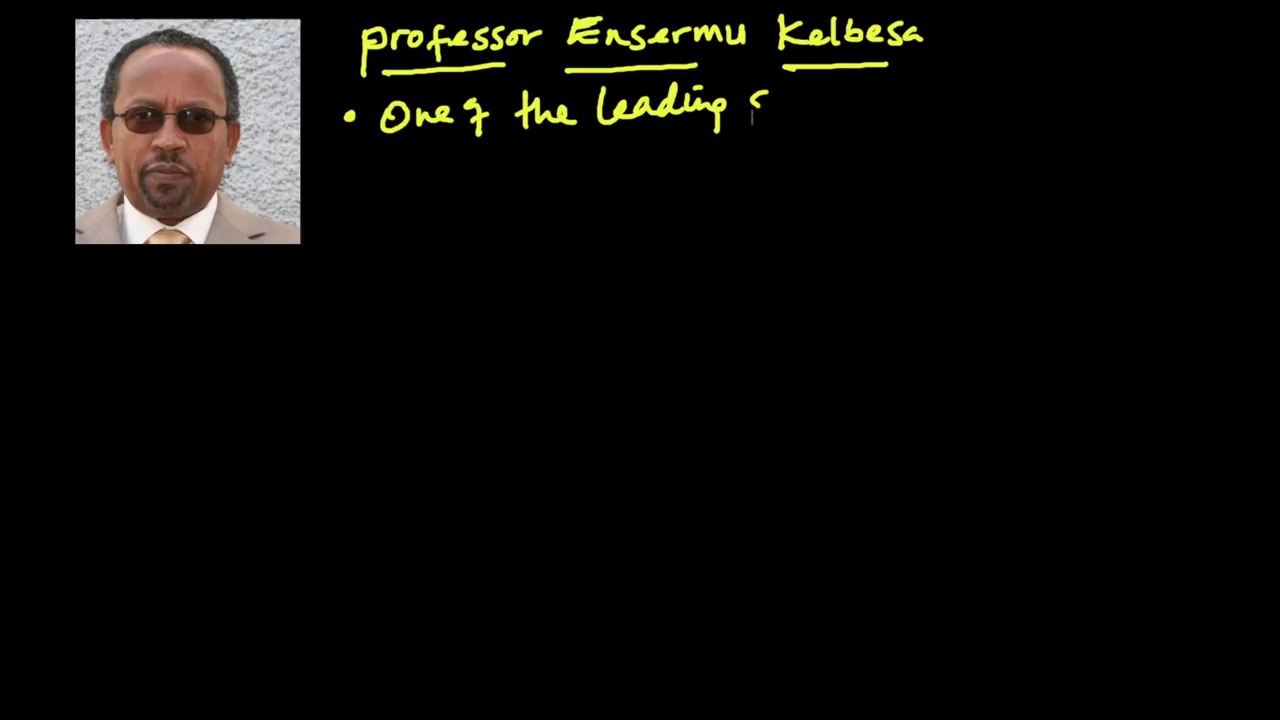 professor Ensermu Kelbesa
• One of the leading s